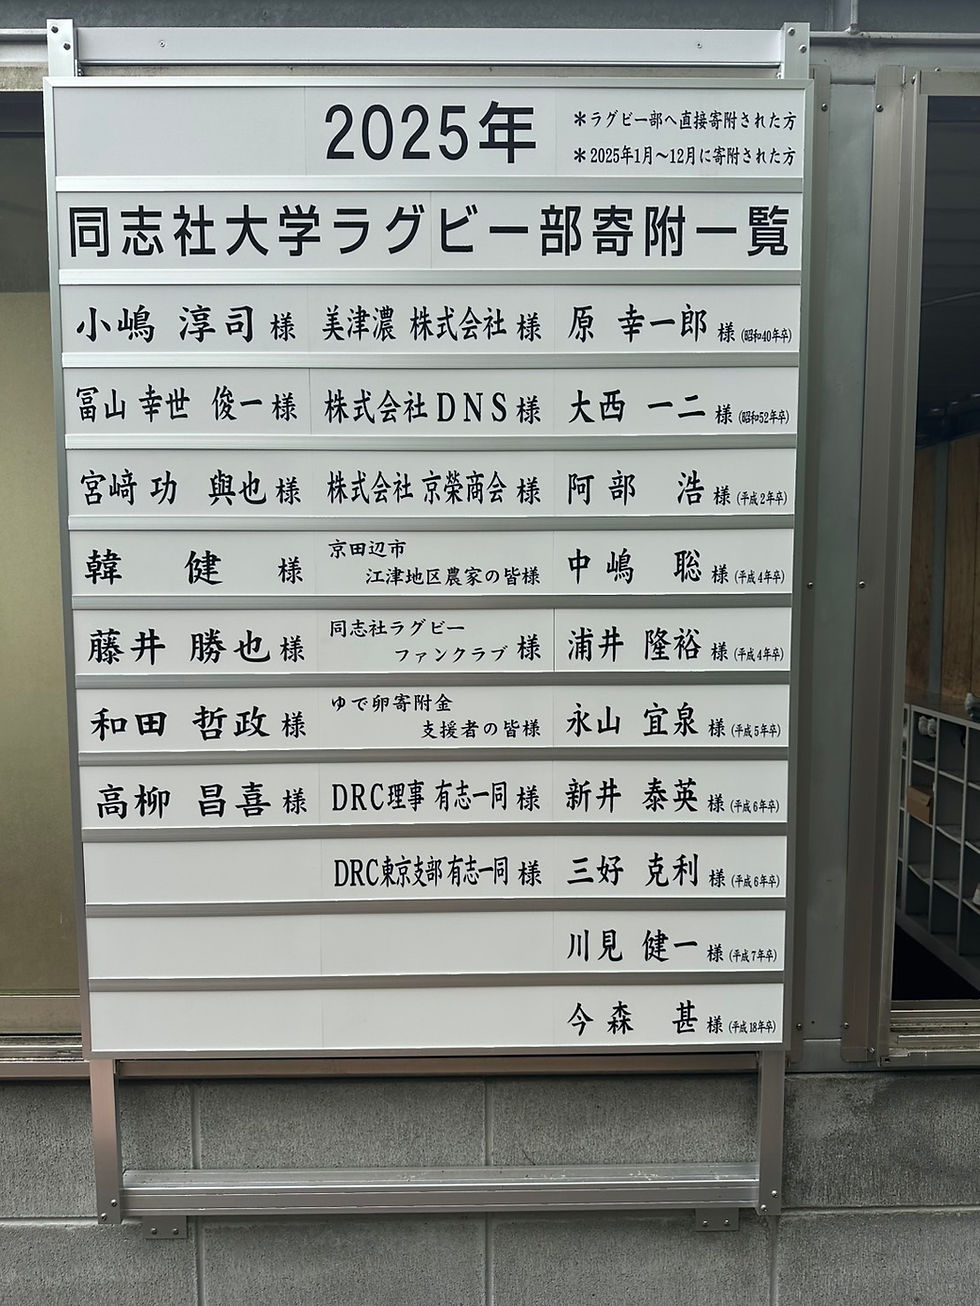 2025年
＊ラグビー部へ直接寄附された方
＊2025年1月〜12月に寄附された方
同志社大学ラグビー部寄附一覧
小嶋 淳司 様 美津濃 株式会社 様 原 幸一郎 様 (昭和40年卒)
冨山 幸世 俊一 様 株式会社DNS 様 大西 一二 様 (昭和52年卒)
宮﨑 功 與也 様 株式会社 京榮商会 様 阿部 浩 様 (平成2年卒)
韓 健 様 京田辺市 江津地区農家の皆様 中嶋 聡 様 (平成4年卒)
藤井 勝也 様 同志社ラグビー ファンクラブ 様 浦井 隆裕 様 (平成4年卒)
和田 哲政 様 ゆで卵寄附金 支援者の皆様 永山 宜泉 様 (平成5年卒)
高柳 昌喜 様 DRC理事 有志一同 様 新井 泰英 様 (平成6年卒)
DRC東京支部 有志一同 様 三好 克利 様 (平成6年卒)
川見 健一 様 (平成7年卒)
今森 甚 様 (平成18年卒)